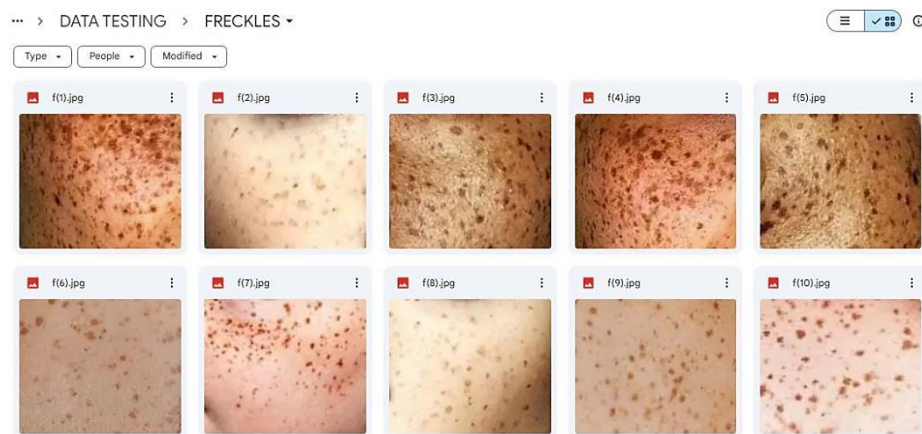 ... > DATA TESTING > FRECKLES
Type People Modified
f(1).jpg f(2).jpg f(3).jpg f(4).jpg f(5).jpg
f(6).jpg f(7).jpg f(8).jpg f(9).jpg f(10).jpg